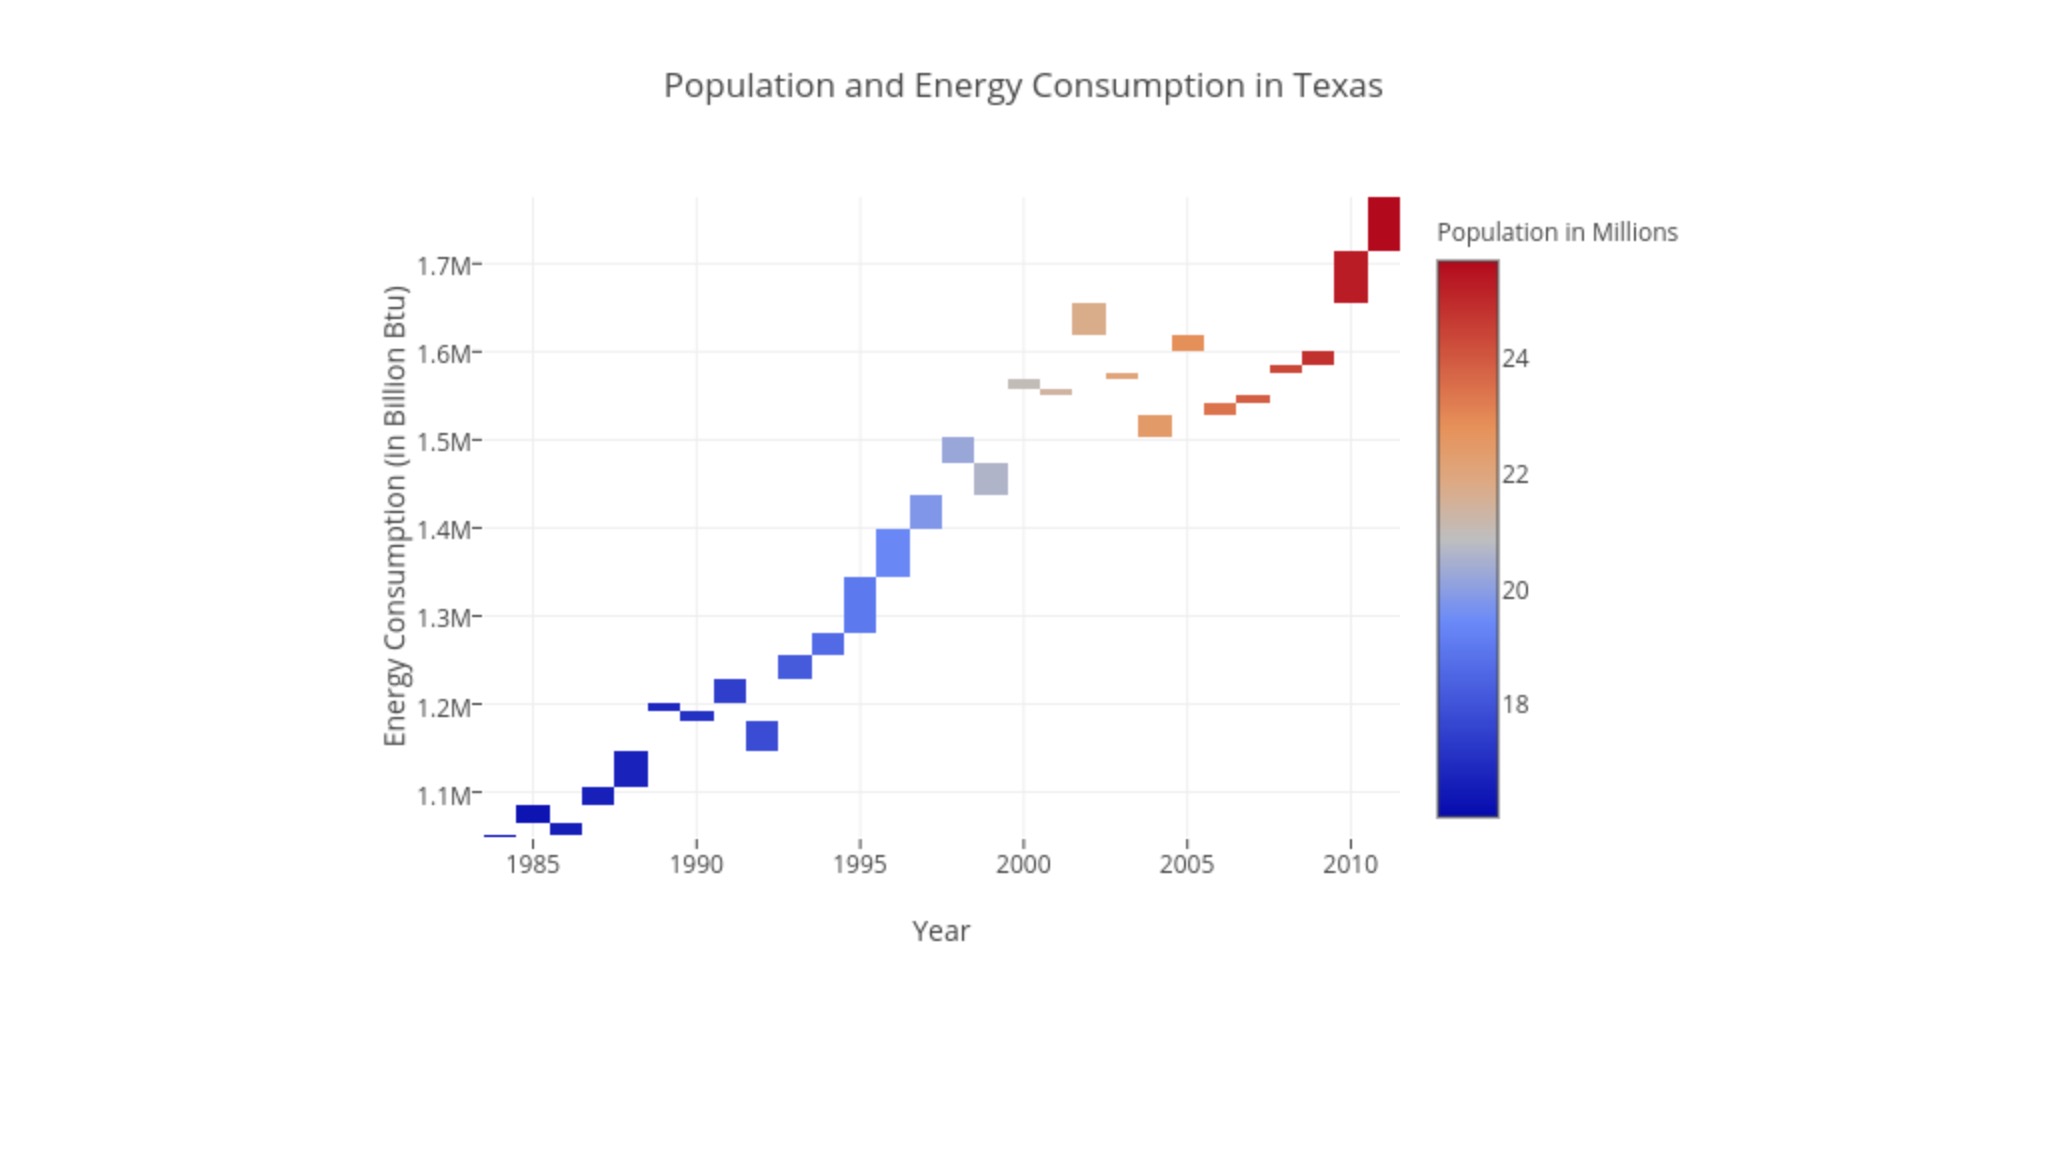 Population and Energy Consumption in Texas
Population in Millions
Energy Consumption (in Billion Btu)
1.7M
1.6M
1.5M
1.4M
1.3M
1.2M
1.1M
24
22
20
18
1985 1990 1995 2000 2005 2010
Year